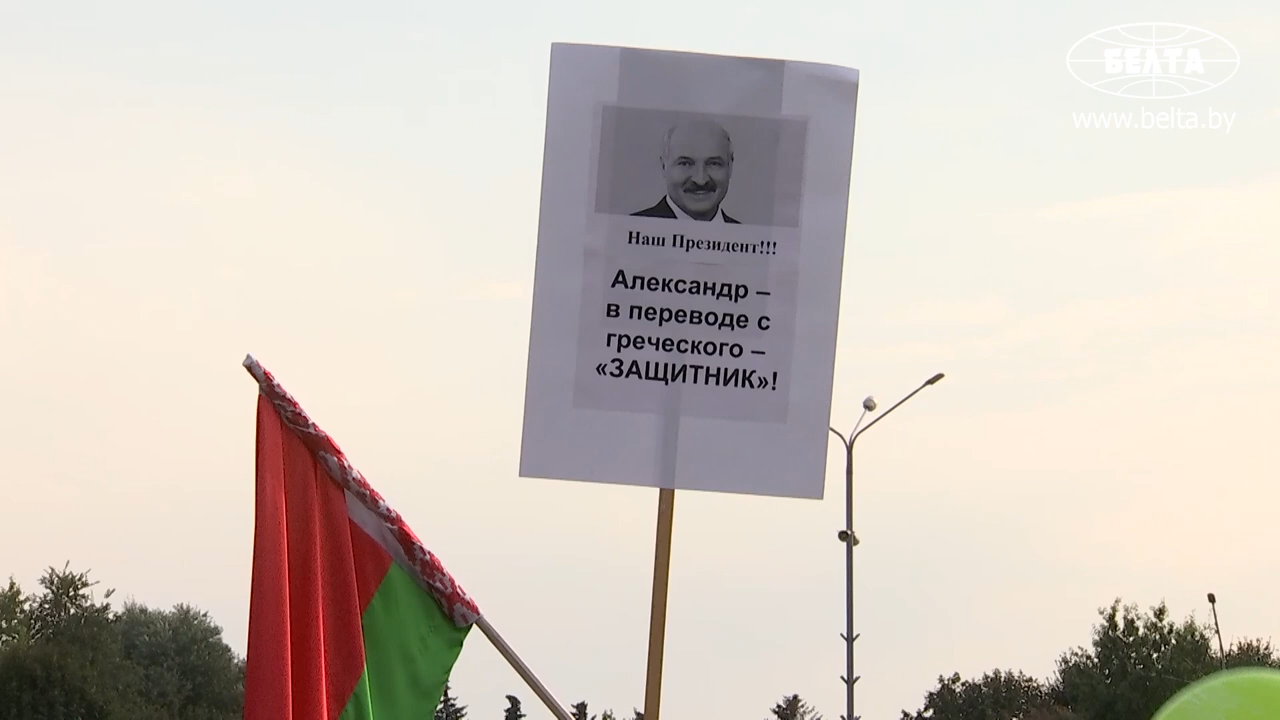 БЕЛТА
www.belta.by
Наш Президент!!!
Александр –
в переводе с
греческого –
«ЗАЩИТНИК»!